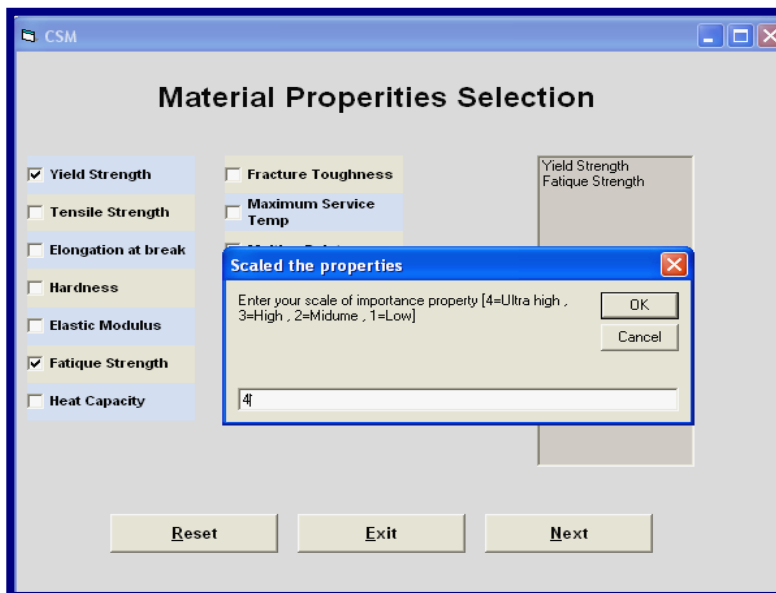 CSM
Material Properities Selection
Yield Strength
Tensile Strength
Elongation at break
Hardness
Elastic Modulus
Fatique Strength
Heat Capacity
Fracture Toughness
Maximum Service
Temp
Yield Strength
Fatique Strength
Scaled the properties
Enter your scale of importance property [4=Ultra high ,
3=High , 2=Midume , 1=Low]
OK
Cancel
4
Reset
Exit
Next